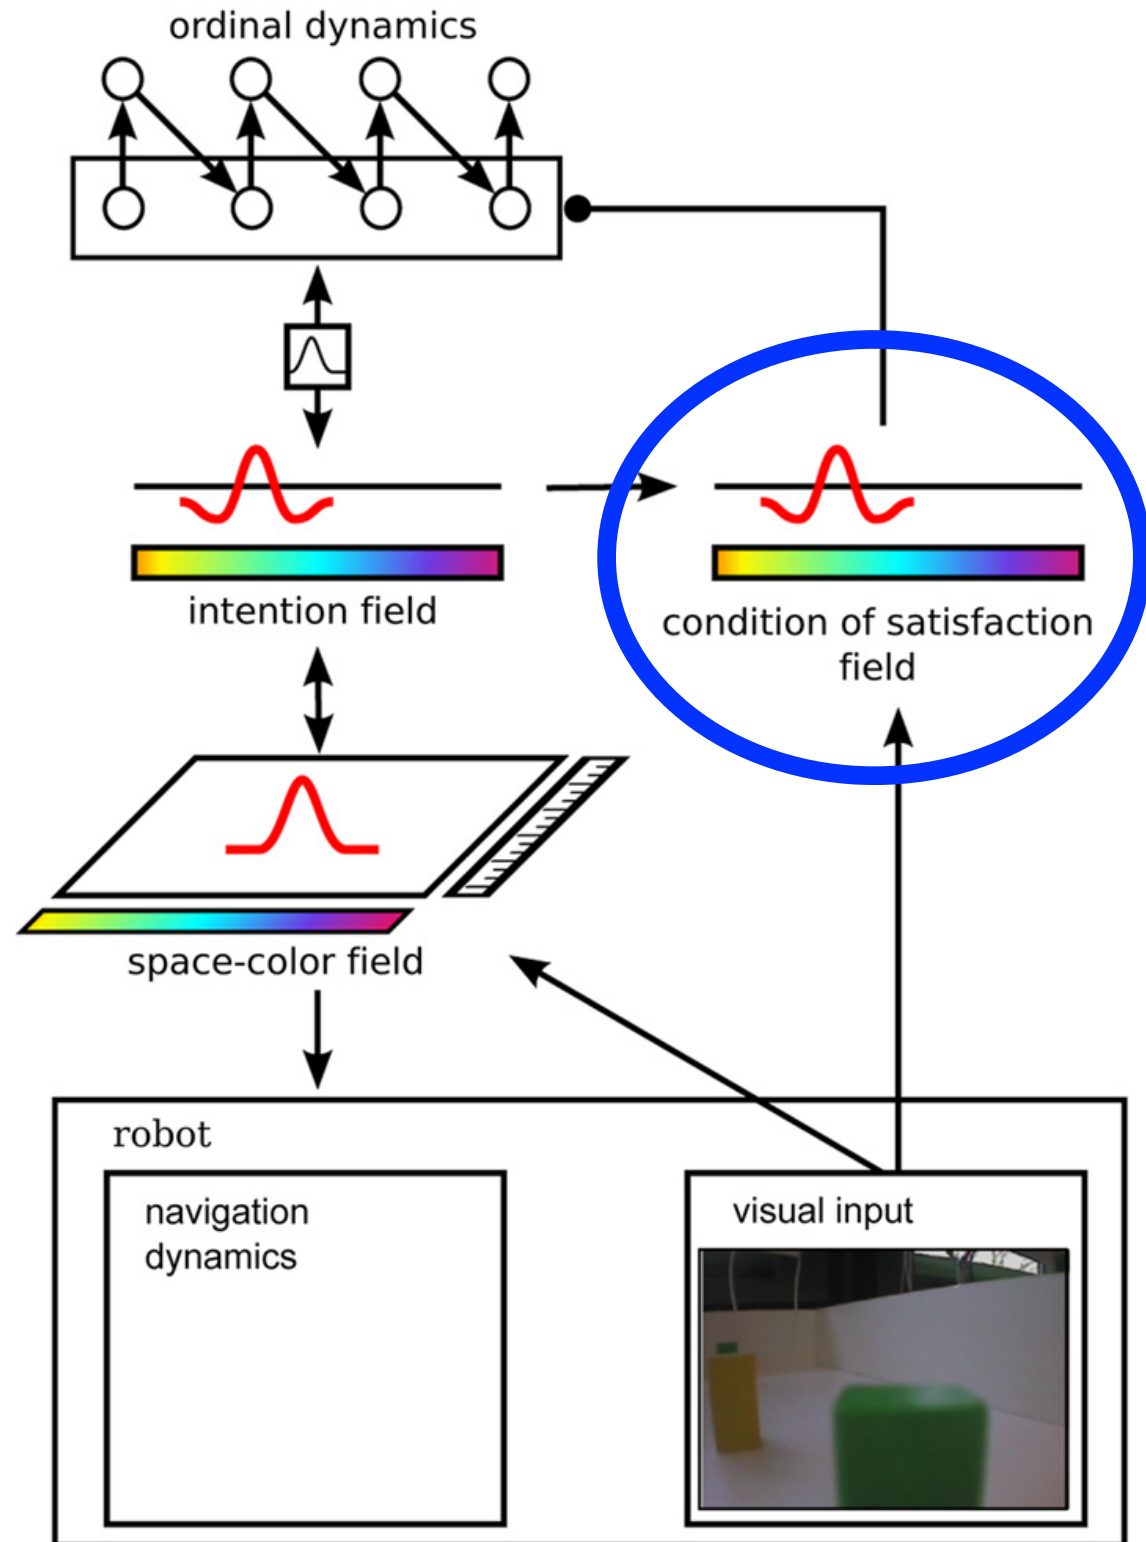 ordinal dynamics
intention field
condition of satisfaction
field
space-color field
robot
navigation
dynamics
visual input